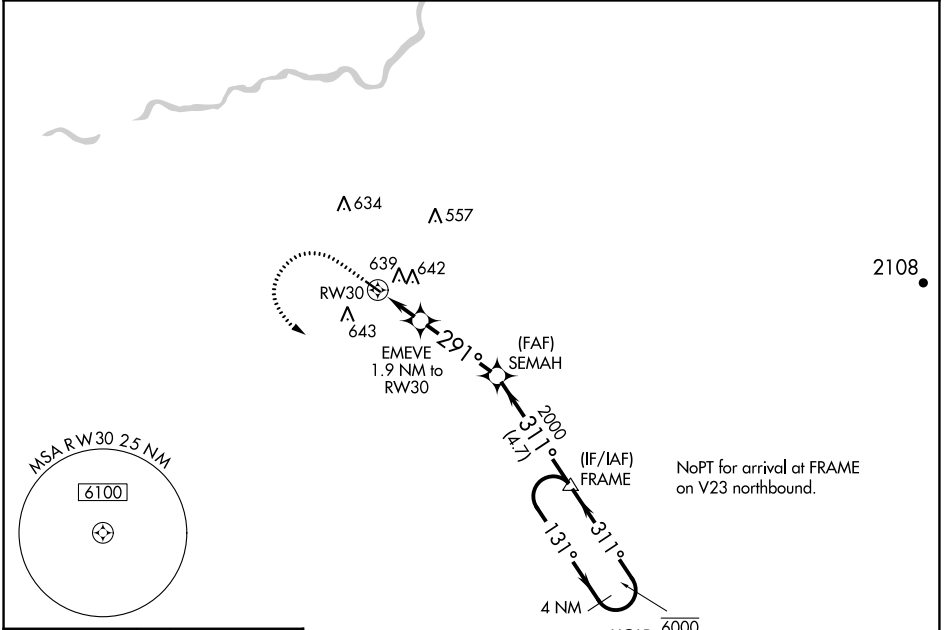 634
557
2108
639
642
RW30
643
(FAF)
SEMAH
291°
EMEVE
1.9 NM to
RW30
2000
311°
(4.7)
MSA RW30 25 NM
6100
(IF/IAF)
FRAME
NoPT for arrival at FRAME
on V23 northbound.
131°
311°
4 NM
6000